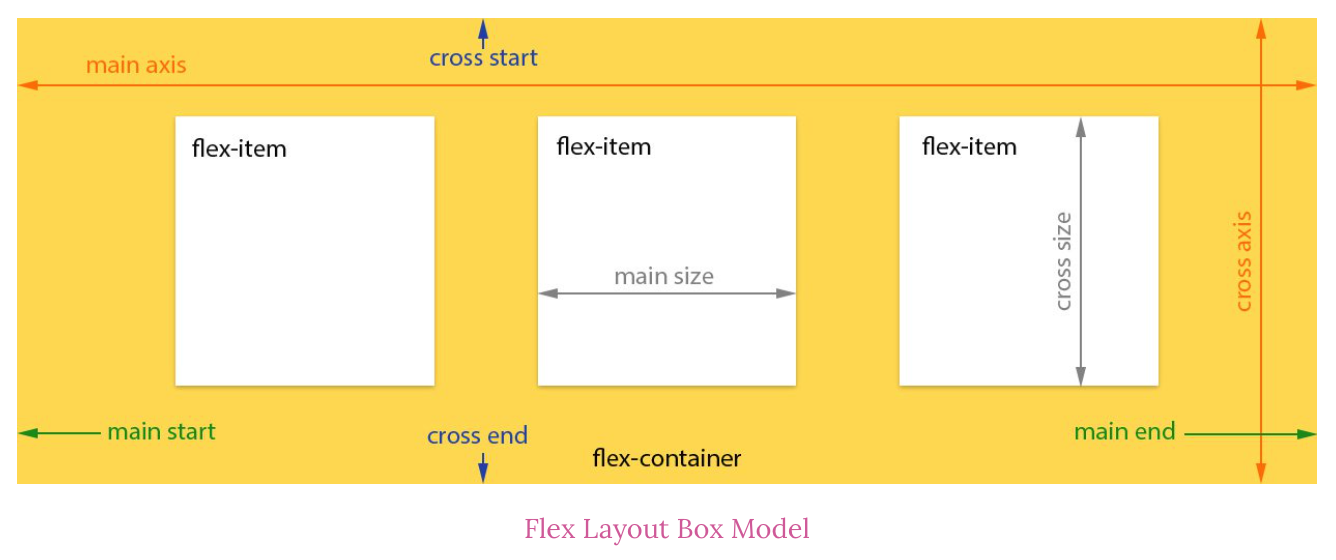 cross start
main axis
flex-item
flex-item
flex-item
main size
cross size
cross axis
main start
cross end
main end
flex-container
Flex Layout Box Model